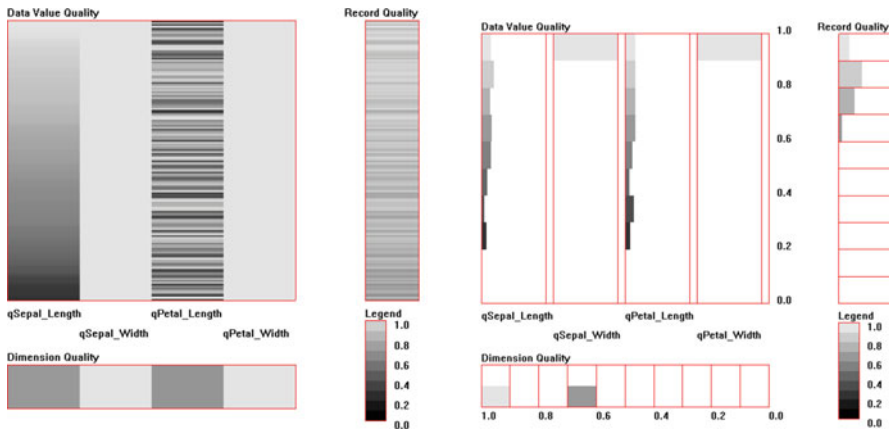 Data Value Quality
Record Quality
qSepal_Length
qPetal_Length
qSepal_Width
qPetal_Width
Legend
1.0
0.8
0.6
0.4
0.2
0.0
Dimension Quality
Data Value Quality
1.0
0.8
0.6
0.4
0.2
0.0
Record Quality
qSepal_Length
qPetal_Length
qSepal_Width
qPetal_Width
Legend
1.0
0.8
0.6
0.4
0.2
0.0
Dimension Quality
1.0 0.8 0.6 0.4 0.2 0.0